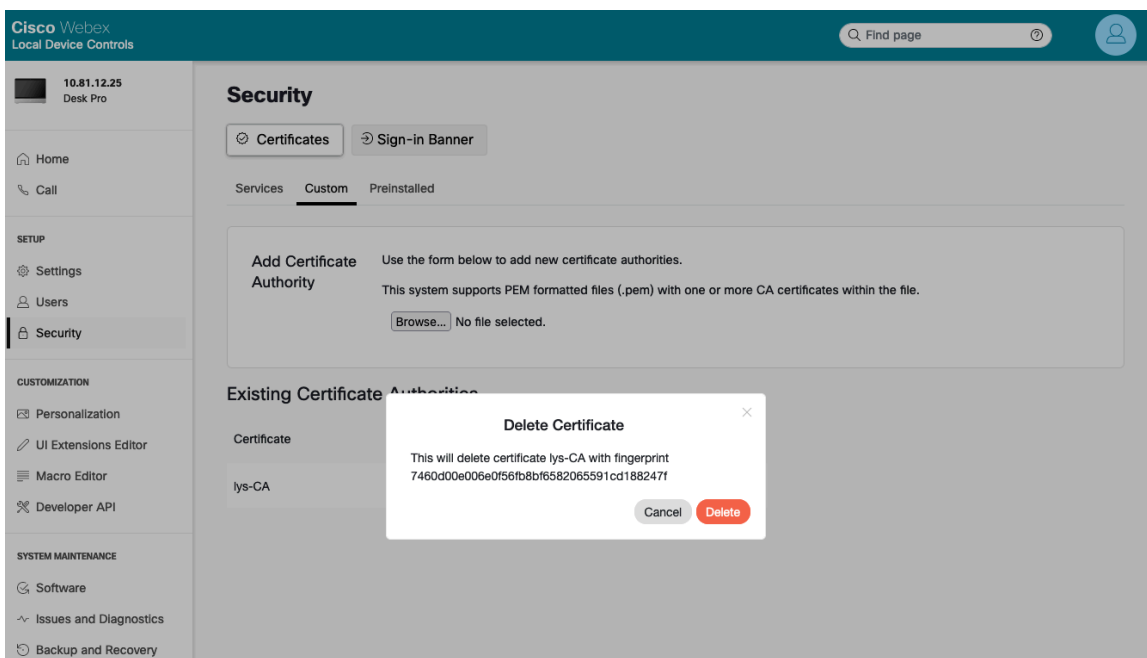 Cisco Webex
Local Device Controls
Find page
10.81.12.25
Desk Pro
Home
Call
SETUP
Settings
Users
Security
CUSTOMIZATION
Personalization
UI Extensions Editor
Macro Editor
Developer API
SYSTEM MAINTENANCE
Software
Issues and Diagnostics
Backup and Recovery
Security
Certificates
Sign-in Banner
Services Custom Preinstalled
Add Certificate
Authority
Use the form below to add new certificate authorities.
This system supports PEM formatted files (.pem) with one or more CA certificates within the file.
Browse... No file selected.
Existing Certificate Authorities
Certificate
lys-CA
Delete Certificate
This will delete certificate lys-CA with fingerprint
7460d00e006e0f56fb8bf6582065591cd188247f
Cancel Delete